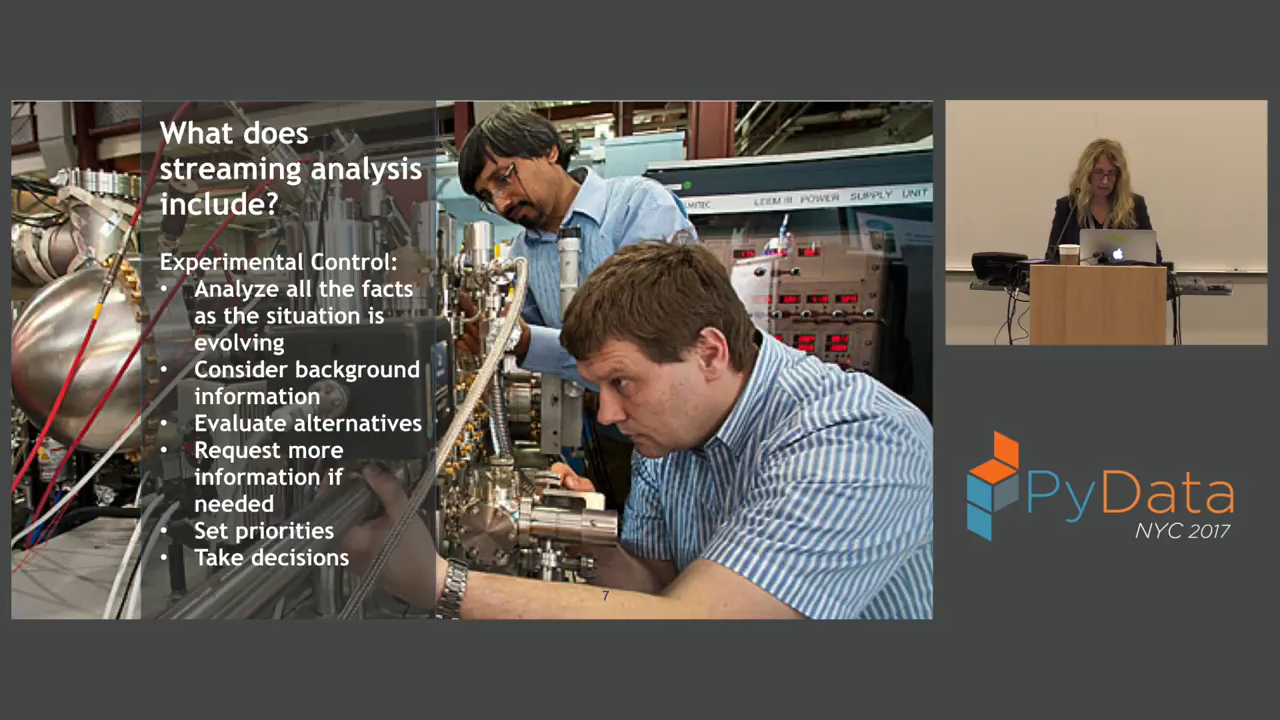 What does
streaming analysis
include?
Experimental Control:
• Analyze all the facts
as the situation is
evolving
• Consider background
information
• Evaluate alternatives
• Request more
information if
needed
• Set priorities
• Take decisions
LEEM III POWER SUPPLY UNIT
7
PyData
NYC 2017